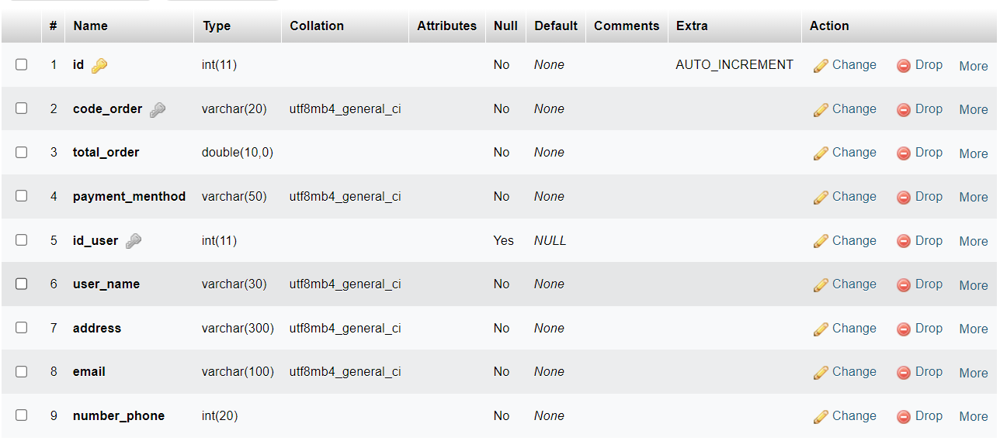 # Name Type Collation Attributes Null Default Comments Extra Action
1 id int(11) No None AUTO_INCREMENT Change Drop More
2 code_order varchar(20) utf8mb4_general_ci No None Change Drop More
3 total_order double(10,0) No None Change Drop More
4 payment_menthod varchar(50) utf8mb4_general_ci No None Change Drop More
5 id_user int(11) Yes NULL Change Drop More
6 user_name varchar(30) utf8mb4_general_ci No None Change Drop More
7 address varchar(300) utf8mb4_general_ci No None Change Drop More
8 email varchar(100) utf8mb4_general_ci No None Change Drop More
9 number_phone int(20) No None Change Drop More